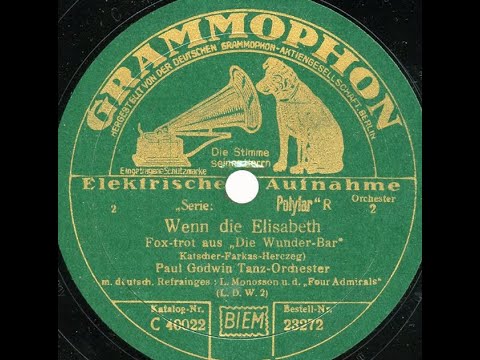 GRAMMOPHON
HERGESTELLT VON DER DEUTSCHEN GRAMMOPHON-AKTIENGESELLSCHAFT, BERLIN
Die Stimme
seines Herrn
Eingetragene Schutzmarke
Elektrische Aufnahme
2 „Serie: Polyfar" R Orchester 2
Wenn die Elisabeth
Fox-trot aus „Die Wunder-Bar"
Katscher-Farkas-Herczeg)
Paul Godwin Tanz-Orchester
m. deutsch. Refrainges: L. Monosson u. d. „Four Admirals"
(L. D. W. 2)
Katalog-Nr. Bestell-Nr.
C 40022 BIEM 23272